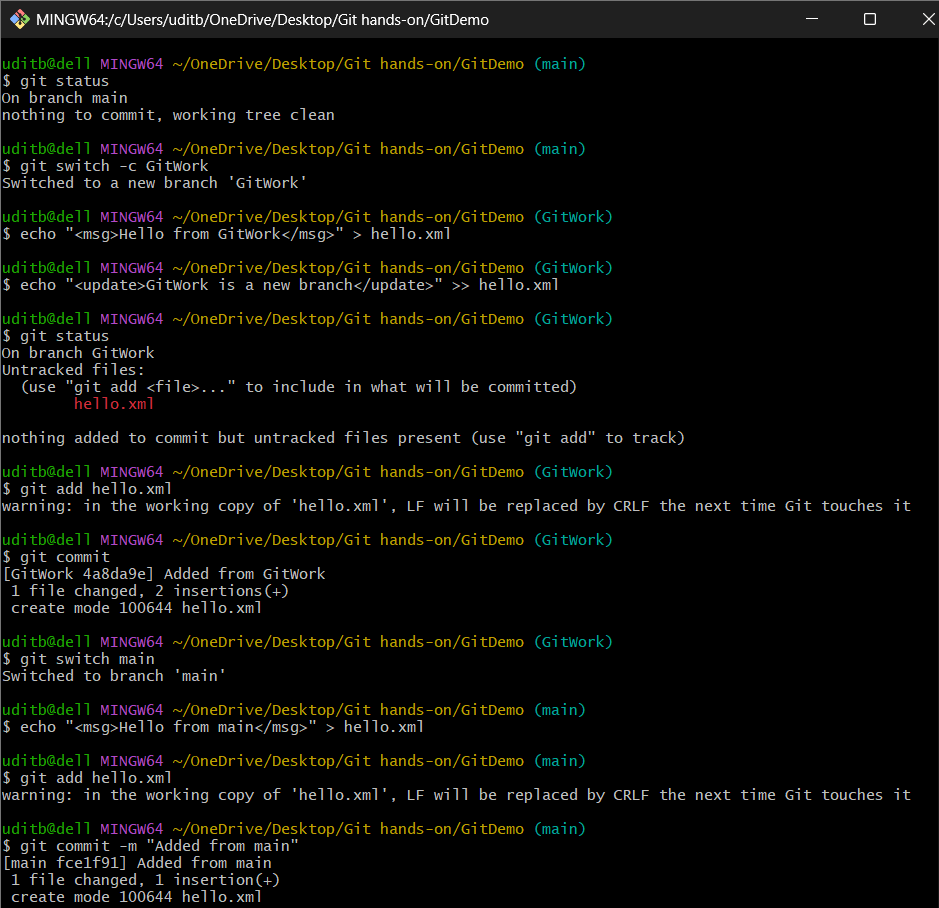 MINGW64:/c/Users/uditb/OneDrive/Desktop/Git hands-on/GitDemo
uditb@dell MINGW64 ~/OneDrive/Desktop/Git hands-on/GitDemo (main)
$ git status
On branch main
nothing to commit, working tree clean
uditb@dell MINGW64 ~/OneDrive/Desktop/Git hands-on/GitDemo (main)
$ git switch -c GitWork
Switched to a new branch 'GitWork'
uditb@dell MINGW64 ~/OneDrive/Desktop/Git hands-on/GitDemo (GitWork)
$ echo "<msg>Hello from GitWork</msg>" > hello.xml
uditb@dell MINGW64 ~/OneDrive/Desktop/Git hands-on/GitDemo (GitWork)
$ echo "<update>GitWork is a new branch</update>" >> hello.xml
uditb@dell MINGW64 ~/OneDrive/Desktop/Git hands-on/GitDemo (GitWork)
$ git status
On branch GitWork
Untracked files:
  (use "git add <file>..." to include in what will be committed)
        hello.xml
nothing added to commit but untracked files present (use "git add" to track)
uditb@dell MINGW64 ~/OneDrive/Desktop/Git hands-on/GitDemo (GitWork)
$ git add hello.xml
warning: in the working copy of 'hello.xml', LF will be replaced by CRLF the next time Git touches it
uditb@dell MINGW64 ~/OneDrive/Desktop/Git hands-on/GitDemo (GitWork)
$ git commit
[GitWork 4a8da9e] Added from GitWork
 1 file changed, 2 insertions(+)
 create mode 100644 hello.xml
uditb@dell MINGW64 ~/OneDrive/Desktop/Git hands-on/GitDemo (GitWork)
$ git switch main
Switched to branch 'main'
uditb@dell MINGW64 ~/OneDrive/Desktop/Git hands-on/GitDemo (main)
$ echo "<msg>Hello from main</msg>" > hello.xml
uditb@dell MINGW64 ~/OneDrive/Desktop/Git hands-on/GitDemo (main)
$ git add hello.xml
warning: in the working copy of 'hello.xml', LF will be replaced by CRLF the next time Git touches it
uditb@dell MINGW64 ~/OneDrive/Desktop/Git hands-on/GitDemo (main)
$ git commit -m "Added from main"
[main fce1f91] Added from main
 1 file changed, 1 insertion(+)
 create mode 100644 hello.xml